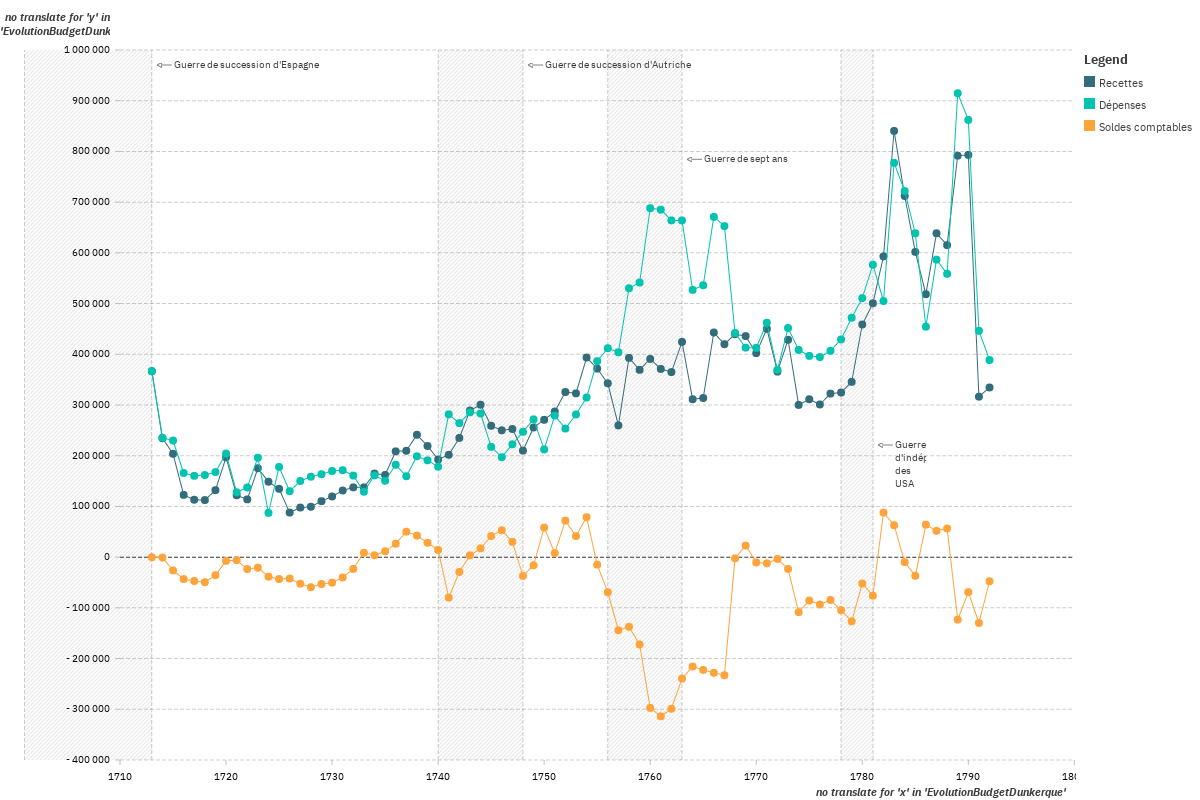 no translate for 'y' in
'EvolutionBudgetDunk
1 000 000
900 000
800 000
700 000
600 000
500 000
400 000
300 000
200 000
100 000
0
- 100 000
- 200 000
- 300 000
- 400 000
Guerre de succession d'Espagne
Guerre de succession d'Autriche
Guerre de sept ans
Guerre
d'indép
des
USA
1710
1720
1730
1740
1750
1760
1770
1780
1790
180
no translate for 'x' in 'EvolutionBudgetDunkerque'
Legend
Recettes
Dépenses
Soldes comptables